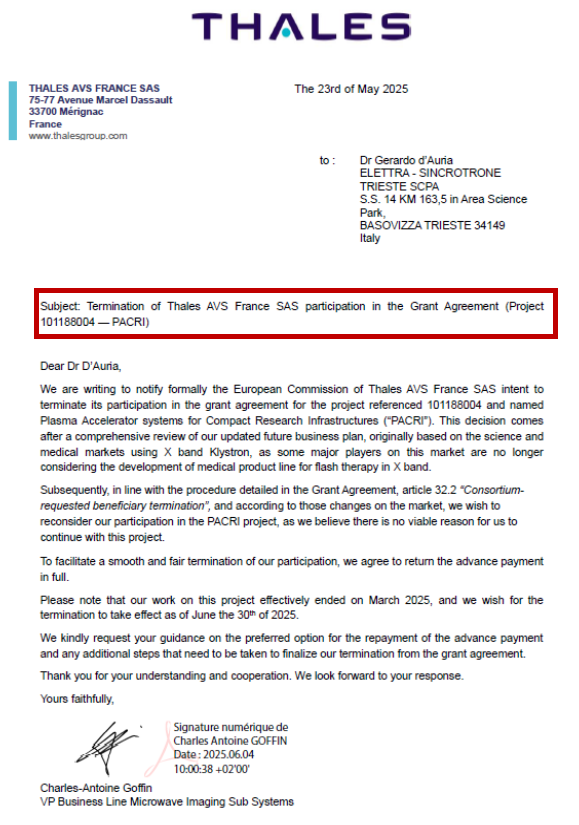 THALES
THALES AVS FRANCE SAS
75-77 Avenue Marcel Dassault
33700 Mérignac
France
www.thalesgroup.com
The 23rd of May 2025
to : Dr Gerardo d'Auria
ELETTRA - SINCROTRONE
TRIESTE SCPA
S.S. 14 KM 163,5 in Area Science
Park,
BASOVIZZA TRIESTE 34149
Italy
Subject: Termination of Thales AVS France SAS participation in the Grant Agreement (Project
101188004 — PACRI)
Dear Dr D'Auria,
We are writing to notify formally the European Commission of Thales AVS France SAS intent to
terminate its participation in the grant agreement for the project referenced 101188004 and named
Plasma Accelerator systems for Compact Research Infrastructures ("PACRI"). This decision comes
after a comprehensive review of our updated future business plan, originally based on the science and
medical markets using X band Klystron, as some major players on this market are no longer
considering the development of medical product line for flash therapy in X band.
Subsequently, in line with the procedure detailed in the Grant Agreement, article 32.2 "Consortium-
requested beneficiary termination", and according to those changes on the market, we wish to
reconsider our participation in the PACRI project, as we believe there is no viable reason for us to
continue with this project.
To facilitate a smooth and fair termination of our participation, we agree to return the advance payment
in full.
Please note that our work on this project effectively ended on March 2025, and we wish for the
termination to take effect as of June the 30th of 2025.
We kindly request your guidance on the preferred option for the repayment of the advance payment
and any additional steps that need to be taken to finalize our termination from the grant agreement.
Thank you for your understanding and cooperation. We look forward to your response.
Yours faithfully,
Signature numérique de
Charles Antoine GOFFIN
Date : 2025.06.04
10:00:38 +02'00'
Charles-Antoine Goffin
VP Business Line Microwave Imaging Sub Systems